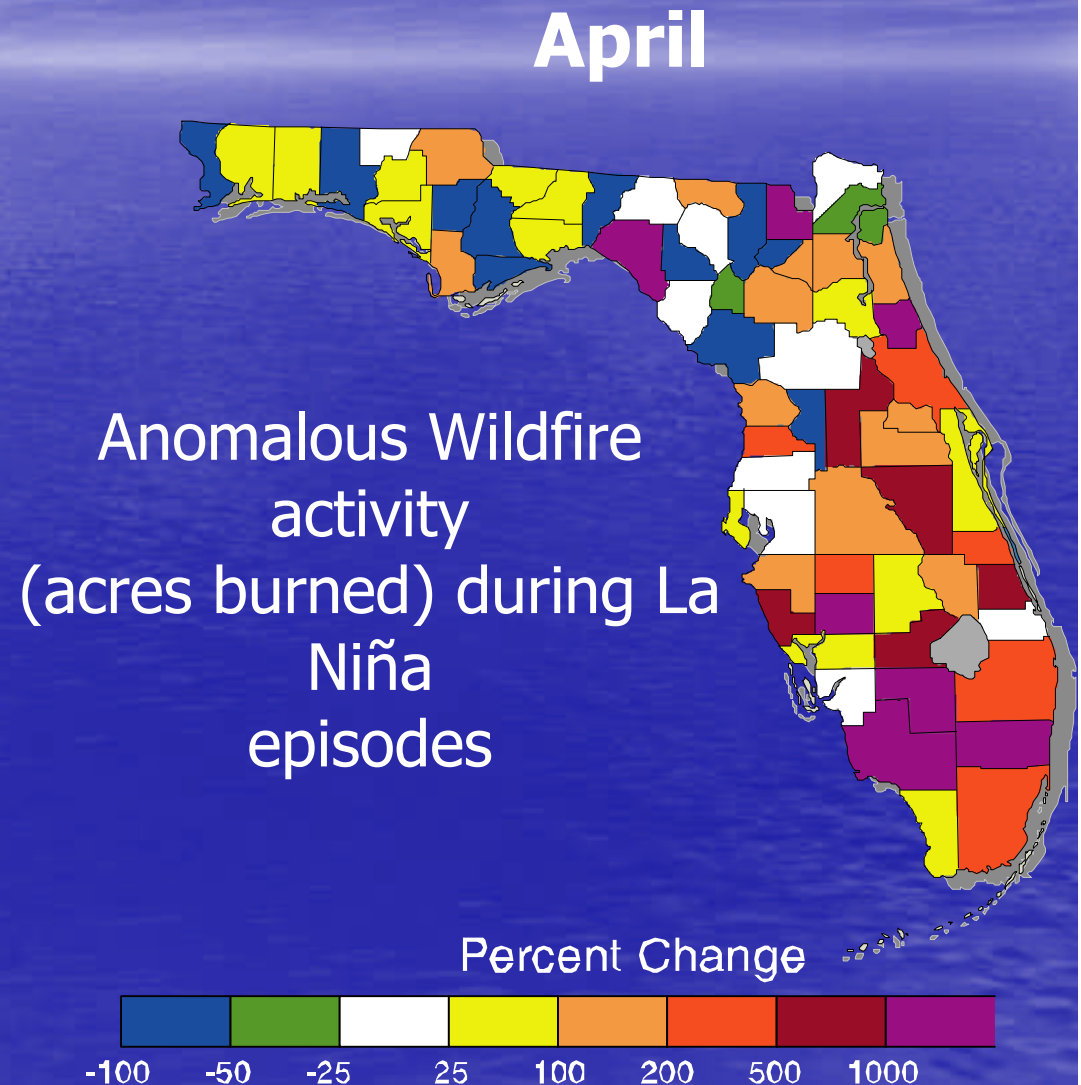 April
Anomalous Wildfire
activity
(acres burned) during La
Niña
episodes
Percent Change
-100 -50 -25 25 100 200 500 1000